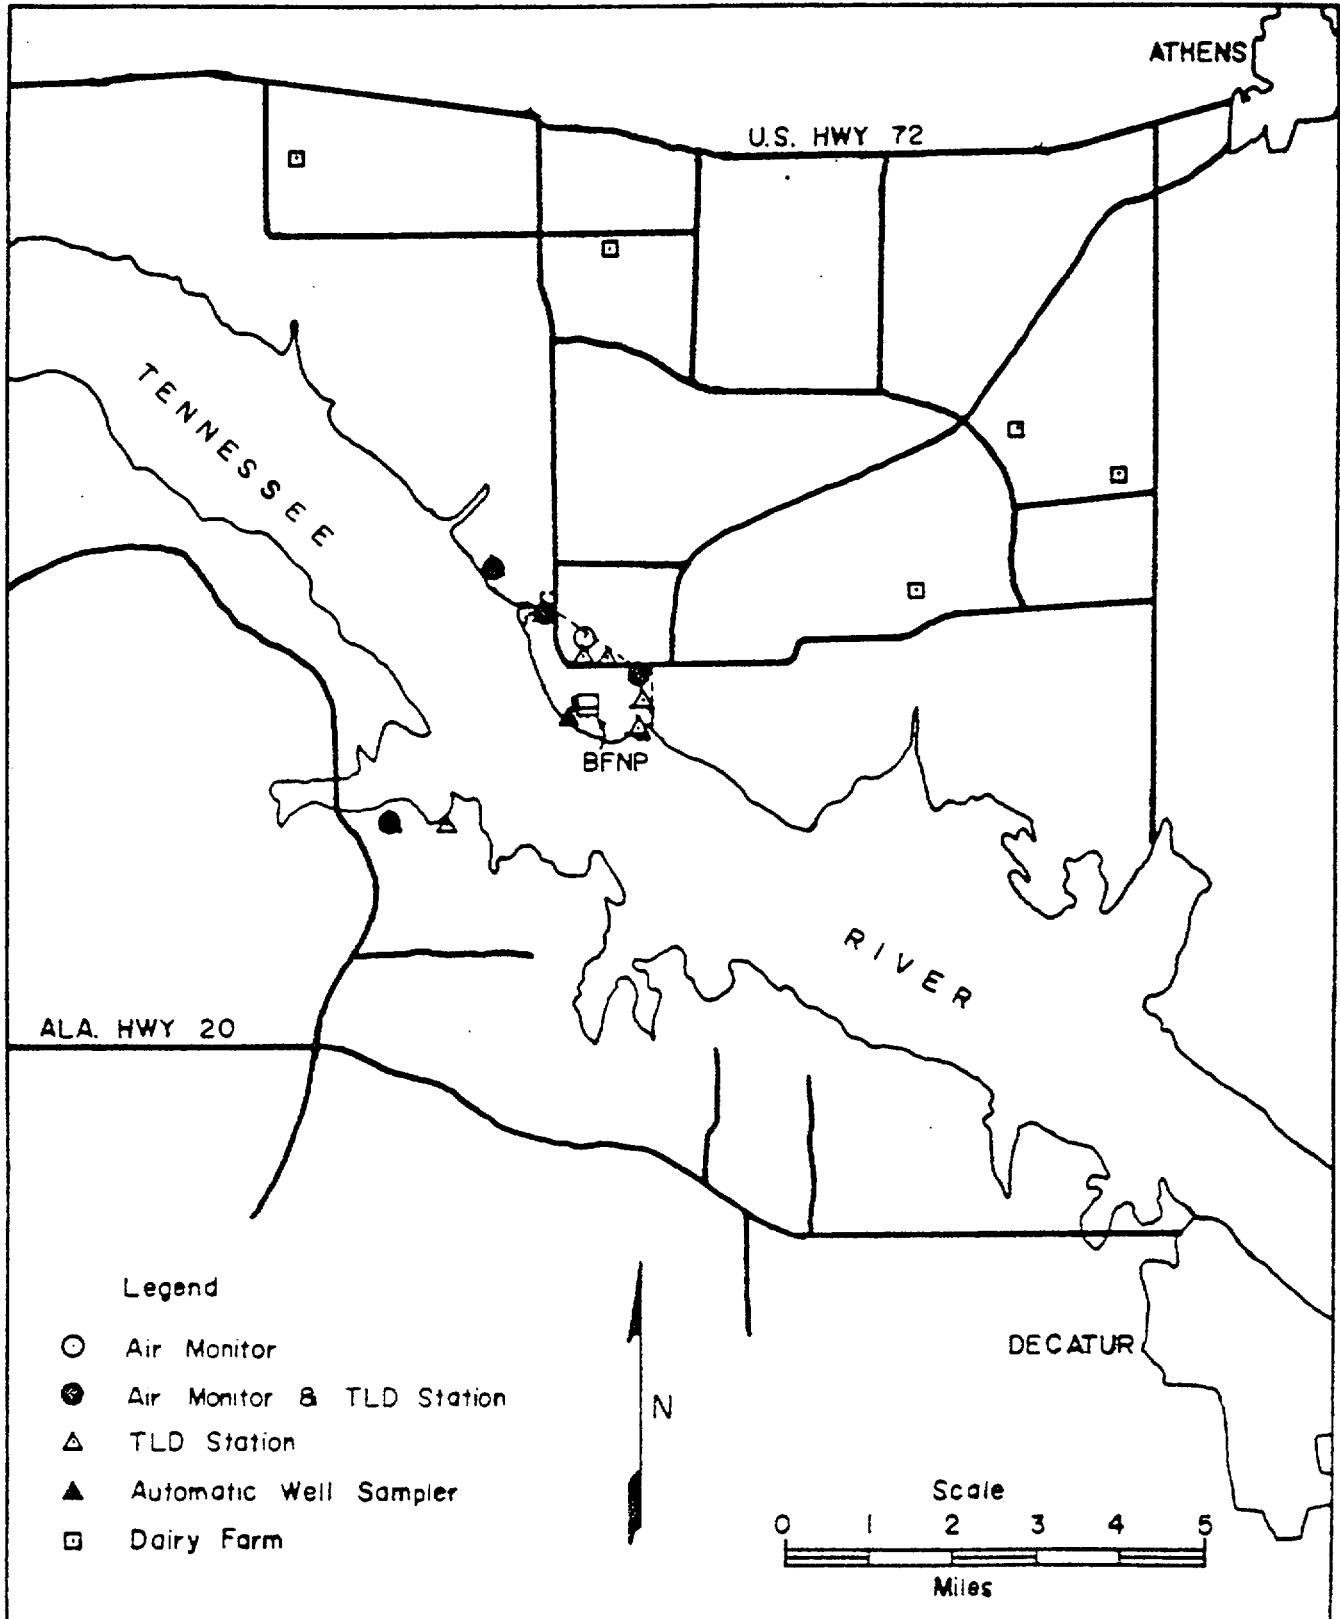 ATHENS
U.S. HWY 72
TENNESSEE
BFNP
RIVER
ALA. HWY 20
Legend
Air Monitor
Air Monitor & TLD Station
TLD Station
Automatic Well Sampler
Dairy Farm
N
DECATUR
Scale
0 1 2 3 4 5
Miles